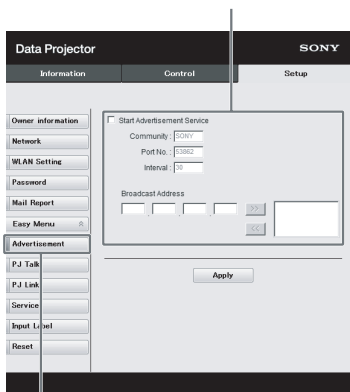 Data Projector
SONY
Information
Control
Setup
Owner information
Network
WLAN Setting
Password
Mail Report
Easy Menu
Advertisement
PJ Talk
PJ Link
Service
Input Label
Reset
Start Advertisement Service
Community: SONY
Port No.: 53862
Interval: 30
Broadcast Address
. . .
>>
<<
Apply